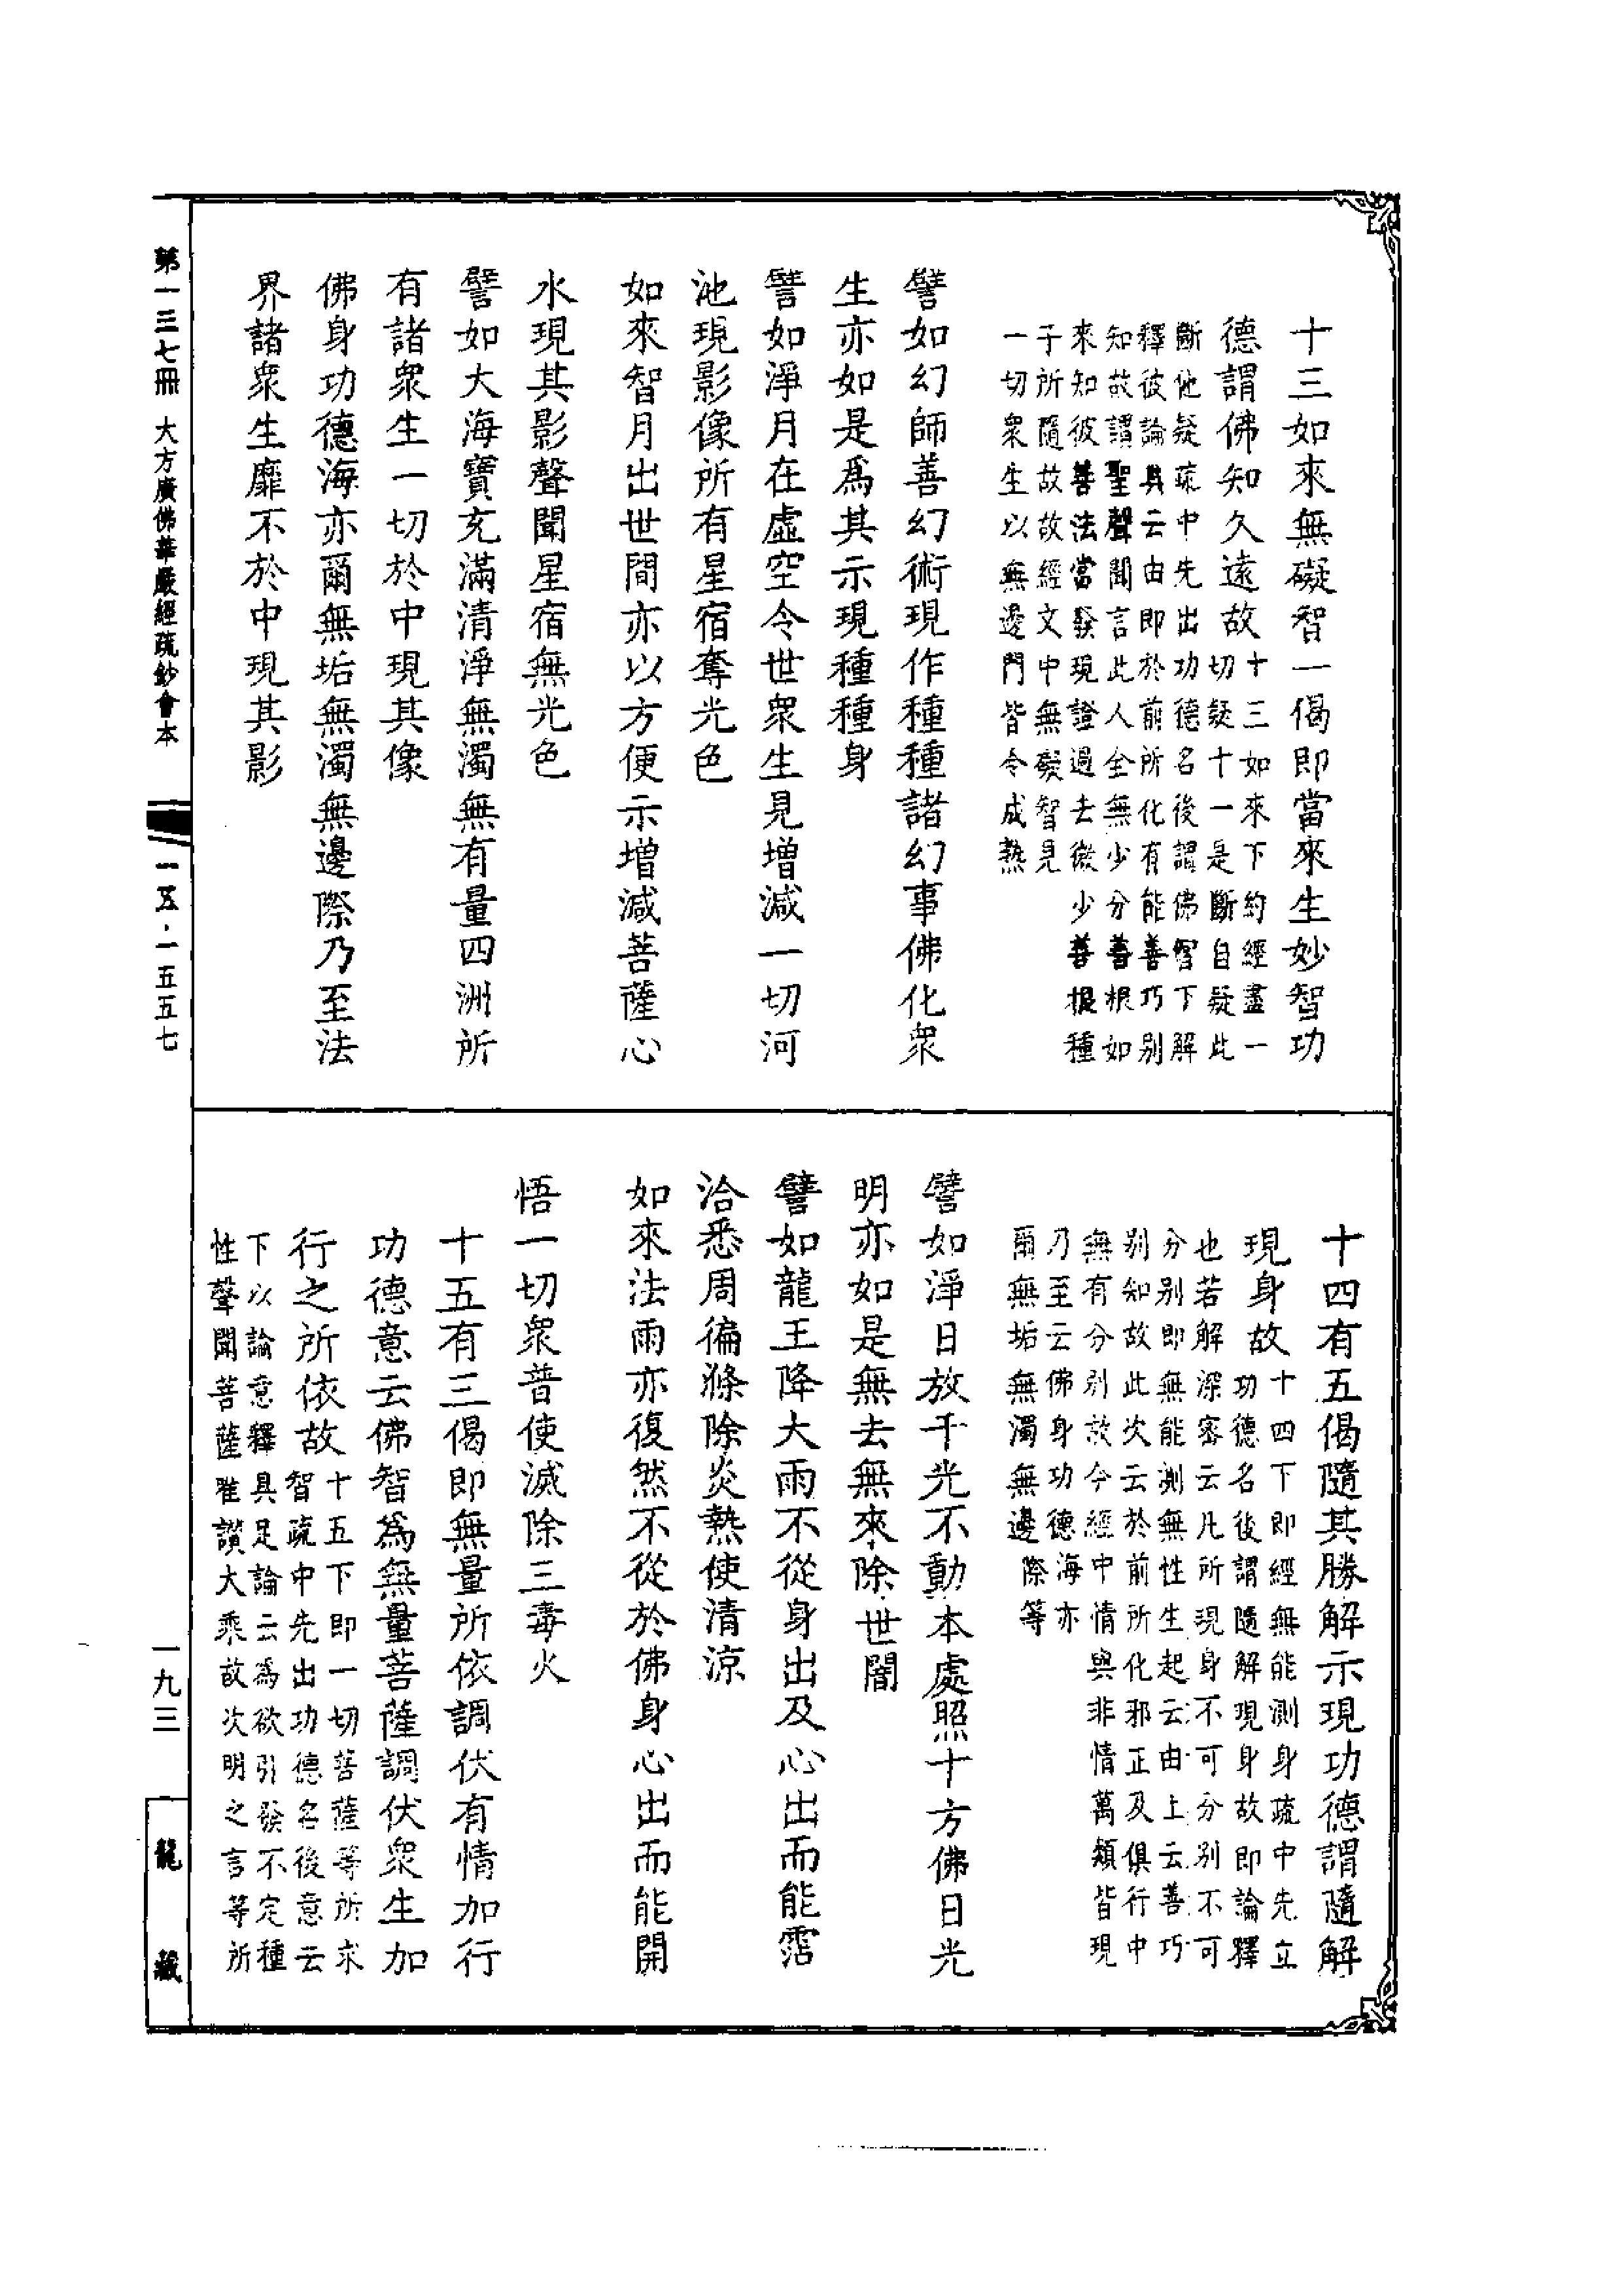 十三如來無礙智一偈即當來生妙智功
德謂佛知久遠故十三如來下約經盡一
切疑十一是斷自疑此
斷他疑疏中先出功德名後謂佛智下解
釋彼論具云由即於前所化有能善巧別
知故謂聖聲聞言此人全無少分善根如
來知彼善法當發現證過去微少善根種
子所隨故故經文中無礙智見
一切衆生以無邊門皆令成熟
譬如幻師善幻術現作種種諸幻事佛化衆
生亦如是爲其示現種種身
譬如淨月在虛空令世衆生見增減一切河
池現影像所有星宿奪光色
如來智月出世間亦以方便示增減菩薩心
水現其影聲聞星宿無光色
譬如大海寶充滿清淨無濁無有量四洲所
有諸衆生一切於中現其像
佛身功德海亦爾無垢無濁無邊際乃至法
界諸衆生靡不於中現其影
十四有五偈隨其勝解示現功德謂隨解
現身故十四下即經無能測身疏中先立
功德名後謂隨解現身故即論釋
也若解深密云凡所現身不可分別不可
分別即無能測無性生起云由上云善巧
別知故此次云於前所化邪正及俱行中
無有分別故今經中情與非情萬類皆現
乃至云佛身功德海亦
爾無垢無濁無邊際等
譬如淨日放千光不動本處照十方佛日光
明亦如是無去無來除世闇
譬如龍王降大雨不從身出及心出而能霑
洽悉周徧滌除炎熱使清涼
如來法雨亦復然不從於佛身心出而能開
悟一切衆普使滅除三毒火
十五有三偈即無量所依調伏有情加行
功德意云佛智爲無量菩薩調伏衆生加
行之所依故十五下即一切菩薩等所求
智疏中先出功德名後意云
下以論意釋具足論云為欲引發不定種
性聲聞菩薩唯讚大乘故次明之言等所
第一三七冊 大方廣佛華嚴經疏鈔會本
一五·一五五七
一九三
龍藏